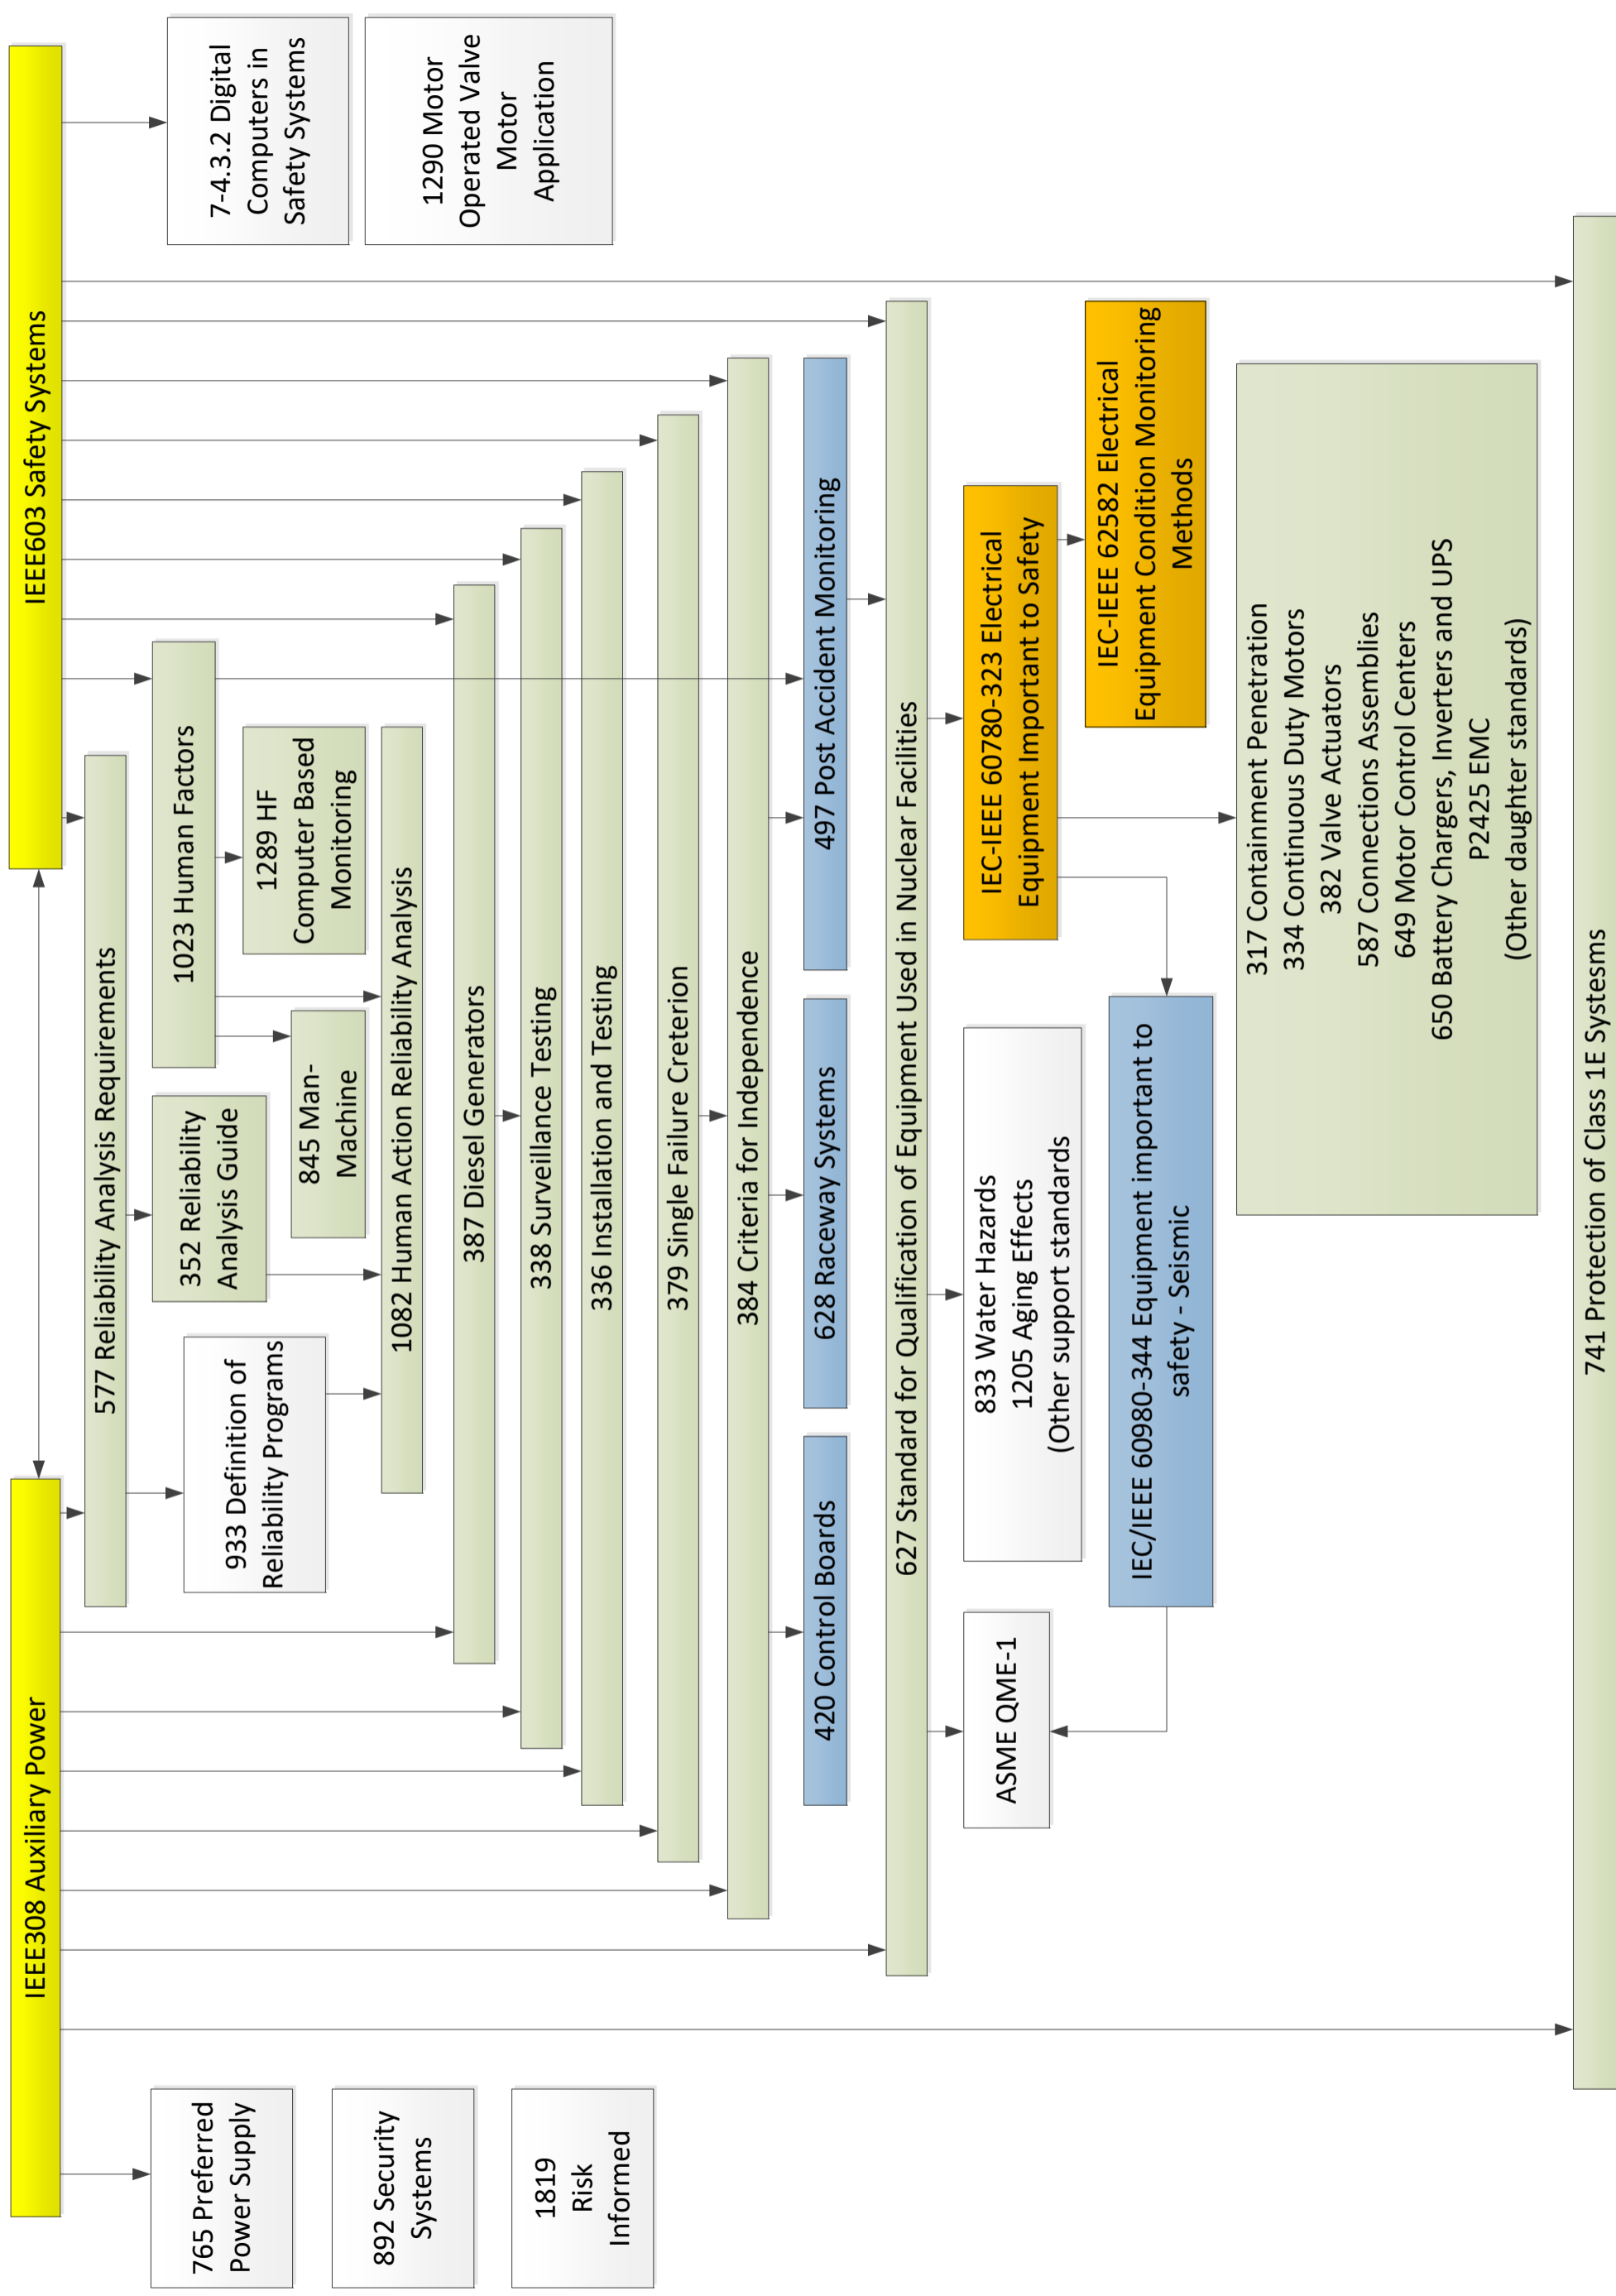 IEEE308 Auxiliary Power
IEEE603 Safety Systems
577 Reliability Analysis Requirements
765 Preferred
Power Supply
933 Definition of
Reliability Programs
352 Reliability
Analysis Guide
1023 Human Factors
7-4.3.2 Digital
Computers in
Safety Systems
845 Man-
Machine
1289 HF
Computer Based
Monitoring
892 Security
Systems
1082 Human Action Reliability Analysis
1290 Motor
Operated Valve
Motor
Application
387 Diesel Generators
1819
Risk
Informed
338 Surveillance Testing
336 Installation and Testing
379 Single Failure Creterion
384 Criteria for Independence
420 Control Boards
628 Raceway Systems
497 Post Accident Monitoring
627 Standard for Qualification of Equipment Used in Nuclear Facilities
ASME QME-1
833 Water Hazards
1205 Aging Effects
(Other support standards
IEC-IEEE 60780-323 Electrical
Equipment Important to Safety
IEC/IEEE 60980-344 Equipment important to
safety - Seismic
IEC-IEEE 62582 Electrical
Equipment Condition Monitoring
Methods
317 Containment Penetration
334 Continuous Duty Motors
382 Valve Actuators
587 Connections Assemblies
649 Motor Control Centers
650 Battery Chargers, Inverters and UPS
P2425 EMC
(Other daughter standards)
741 Protection of Class 1E Systesms